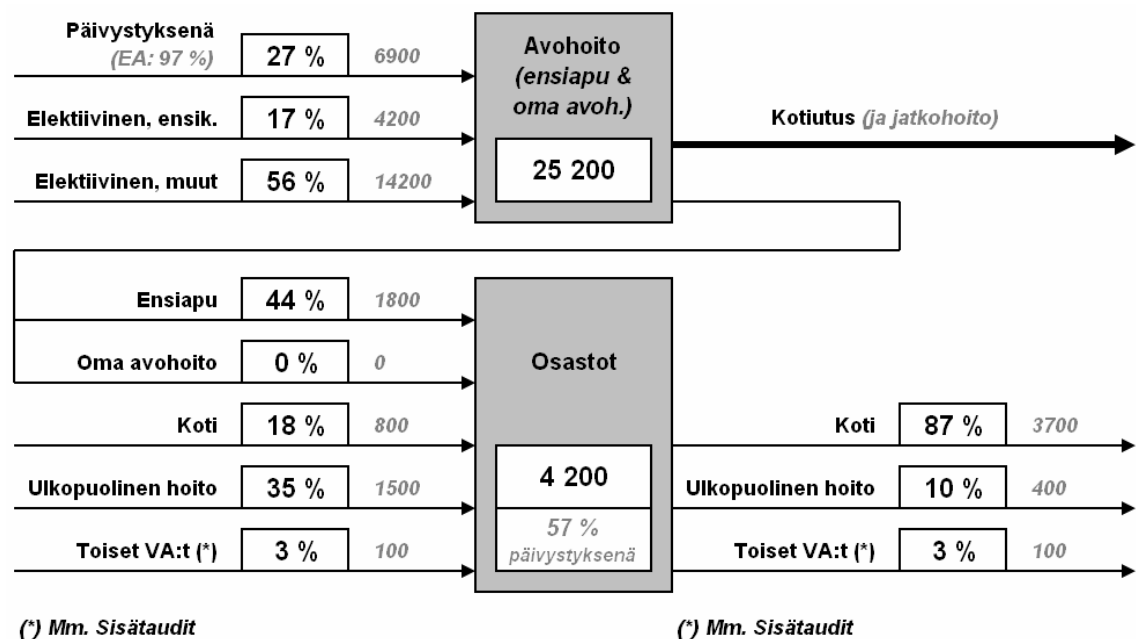 Päivystyksenä
(EA: 97 %)
27 %
6900
Elektiivinen, ensik.
17 %
4200
Elektiivinen, muut
56 %
14200
Avohoito
(ensiapu &
oma avoh.)
25 200
Kotiutus (ja jatkohoito)
Ensiapu
44 %
1800
Oma avohoito
0 %
0
Koti
18 %
800
Ulkopuolinen hoito
35 %
1500
Toiset VA:t (*)
3 %
100
Osastot
4 200
57 %
päivystyksenä
Koti
87 %
3700
Ulkopuolinen hoito
10 %
400
Toiset VA:t (*)
3 %
100
(*) Mm. Sisätaudit
(*) Mm. Sisätaudit